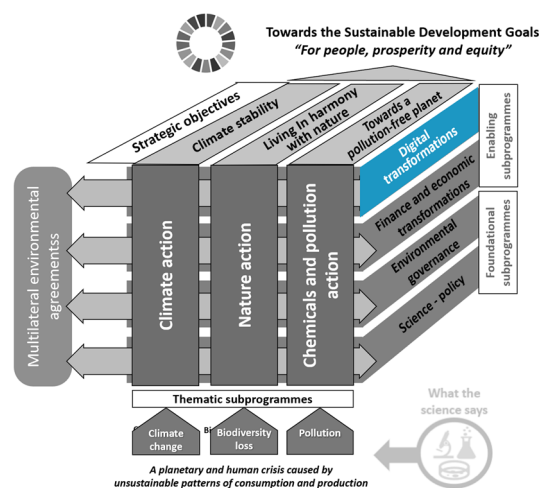 Towards the Sustainable Development Goals
“For people, prosperity and equity”
Strategic objectives
Climate stability
Living In harmony
with nature
Towards a
pollution-free planet
Digital
transformations
Finance and economic
transformations
Environmental
governance
Science - policy
Enabling
subprogrammes
Foundational
subprogrammes
Multilateral environmental
agreementss
Climate action
Nature action
Chemicals and pollution
action
Thematic subprogrammes
Climate
change
Bi
Biodiversity
loss
Pollution
What the
science says
A planetary and human crisis caused by
unsustainable patterns of consumption and production